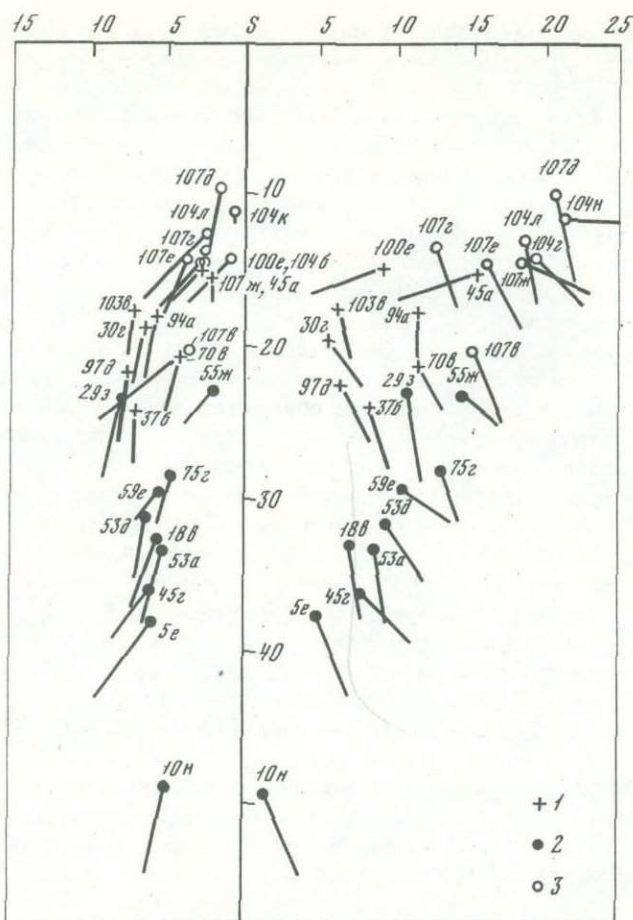 15 10 5 5 10 15 20 25
107д
10
107д
104н
104л
104к
107г
107е
100е, 104б
107ж, 45а
100е
107г
107е
104л
104г
107ж
45а
103в
30г
94а
103в
94а
30г
20
107в
70в
107в
70в
97д
29з
55ж
37б
97д
29з
37б
55ж
75г
59е
30
75г
59е
53д
18в
53а
53д
18в
53а
45г
45г
5е
5е
40
10н
10н
1
2
3